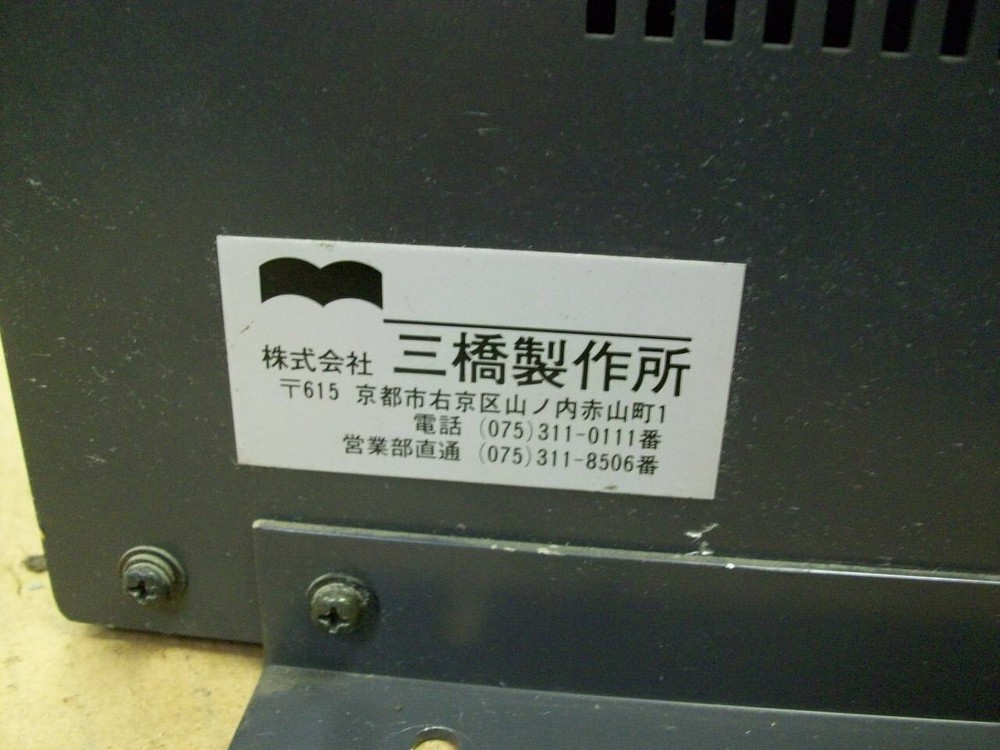 株式会社 三橋製作所
〒615 京都市右京区山ノ内赤山町1
電話 (075)311-0111番
営業部直通 (075)311-8506番